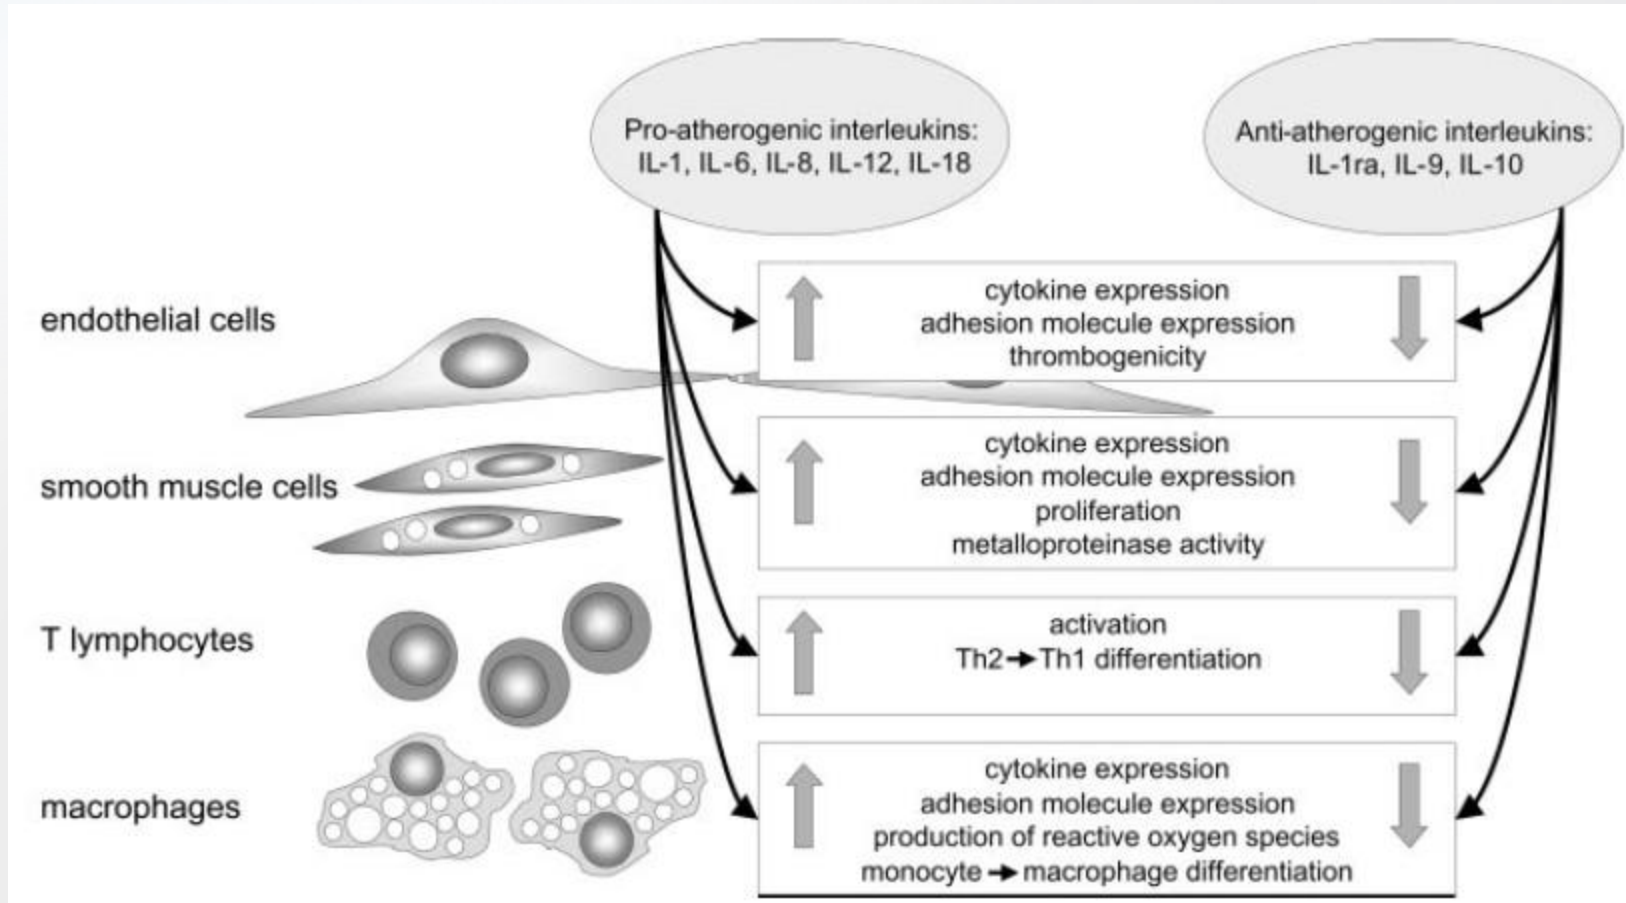 Pro-atherogenic interleukins:
IL-1, IL-6, IL-8, IL-12, IL-18
Anti-atherogenic interleukins:
IL-1ra, IL-9, IL-10
endothelial cells
cytokine expression
adhesion molecule expression
thrombogenicity
smooth muscle cells
cytokine expression
adhesion molecule expression
proliferation
metalloproteinase activity
T lymphocytes
activation
Th2➔Th1 differentiation
macrophages
cytokine expression
adhesion molecule expression
production of reactive oxygen species
monocyte ➔ macrophage differentiation